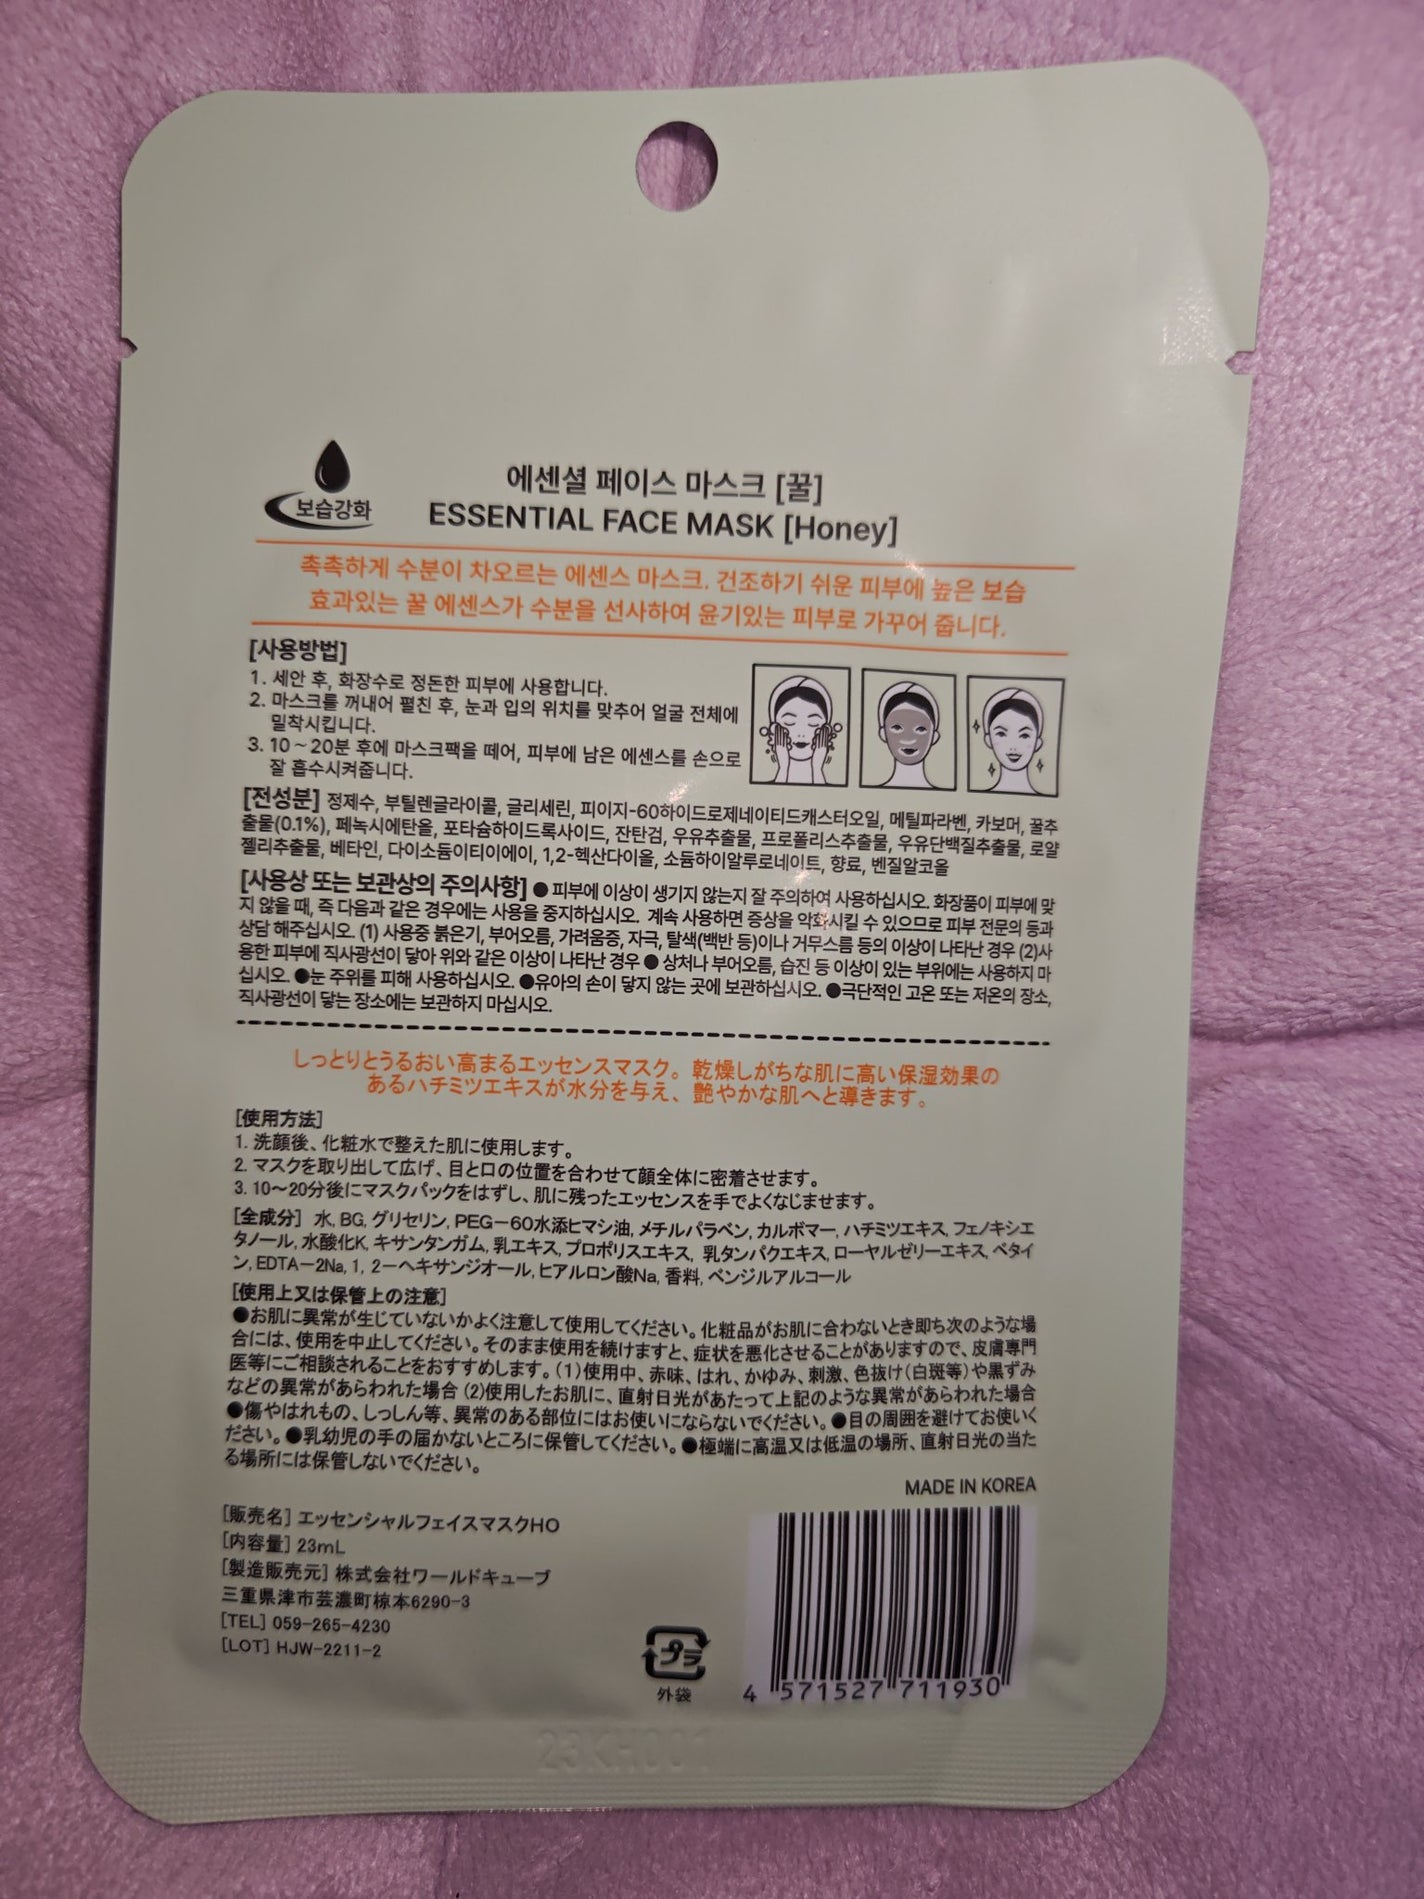 보습강화
에센셜 페이스 마스크 [꿀]
ESSENTIAL FACE MASK [Honey]
촉촉하게 수분이 차오르는 에센스 마스크. 건조하기 쉬운 피부에 높은 보습
효과있는 꿀 에센스가 수분을 선사하여 윤기있는 피부로 가꾸어 줍니다.
[사용방법]
1. 세안 후, 화장수로 정돈한 피부에 사용합니다.
2. 마스크를 꺼내어 펼친 후, 눈과 입의 위치를 맞추어 얼굴 전체에
밀착시킵니다.
3. 10～20분 후에 마스크팩을 떼어, 피부에 남은 에센스를 손으로
잘 흡수시켜줍니다.
[전성분] 정제수, 부틸렌글라이콜, 글리세린, 피이지-60하이드로제네이티드캐스터오일, 메틸파라벤, 카보머, 꿀추
출물(0.1%), 페녹시에탄올, 포타슘하이드록사이드, 잔탄검, 우유추출물, 프로폴리스추출물, 우유단백질추출물, 로얄
젤리추출물, 베타인, 다이소듐이티이에이, 1,2-헥산다이올, 소듐하이알루로네이트, 향료, 벤질알코올
[사용상 또는 보관상의 주의사항] ● 피부에 이상이 생기지 않는지 잘 주의하여 사용하십시오. 화장품이 피부에 맞
지 않을 때, 즉 다음과 같은 경우에는 사용을 중지하십시오. 계속 사용하면 증상을 악화시킬 수 있으므로 피부 전문의 등과
상담 해주십시오. (1) 사용중 붉은기, 부어오름, 가려움증, 자극, 탈색(백반 등)이나 거무스름 등의 이상이 나타난 경우 (2)사
용한 피부에 직사광선이 닿아 위와 같은 이상이 나타난 경우 ● 상처나 부어오름, 습진 등 이상이 있는 부위에는 사용하지 마
십시오. ●눈 주위를 피해 사용하십시오. ●유아의 손이 닿지 않는 곳에 보관하십시오. ●극단적인 고온 또는 저온의 장소,
직사광선이 닿는 장소에는 보관하지 마십시오.
しっとりとうるおい高まるエッセンスマスク。乾燥しがちな肌に高い保湿効果の
あるハチミツエキスが水分を与え、艶やかな肌へと導きます。
[使用方法]
1. 洗顔後、化粧水で整えた肌に使用します。
2. マスクを取り出して広げ、目と口の位置を合わせて顔全体に密着させます。
3. 10～20分後にマスクパックをはずし、肌に残ったエッセンスを手でよくなじませます。
[全成分] 水, BG, グリセリン, PEG－60水添ヒマシ油, メチルパラベン, カルボマー, ハチミツエキス, フェノキシエ
タノール, 水酸化K, キサンタンガム, 乳エキス, プロポリスエキス, 乳タンパクエキス, ローヤルゼリーエキス, ベタイ
ン, EDTA－2Na, 1, 2－ヘキサンジオール, ヒアルロン酸Na, 香料, ベンジルアルコール
[使用上又は保管上の注意]
●お肌に異常が生じていないかよく注意して使用してください。化粧品がお肌に合わないとき即ち次のような場
合には、使用を中止してください。そのまま使用を続けますと、症状を悪化させることがありますので、皮膚専門
医等にご相談されることをおすすめします。(1)使用中、赤味、はれ、かゆみ、刺激、色抜け(白斑等)や黒ずみ
などの異常があらわれた場合 (2)使用したお肌に、直射日光があたって上記のような異常があらわれた場合
●傷やはれもの、しっしん等、異常のある部位にはお使いにならないでください。●目の周囲を避けてお使いく
ださい。●乳幼児の手の届かないところに保管してください。●極端に高温又は低温の場所、直射日光の当た
る場所には保管しないでください。
MADE IN KOREA
[販売名] エッセンシャルフェイスマスクHO
[内容量] 23mL
[製造販売元] 株式会社ワールドキューブ
三重県津市芸濃町椋本6290-3
[TEL] 059-265-4230
[LOT] HJW-2211-2
プラ
外袋
4 571527 711930
23KH001